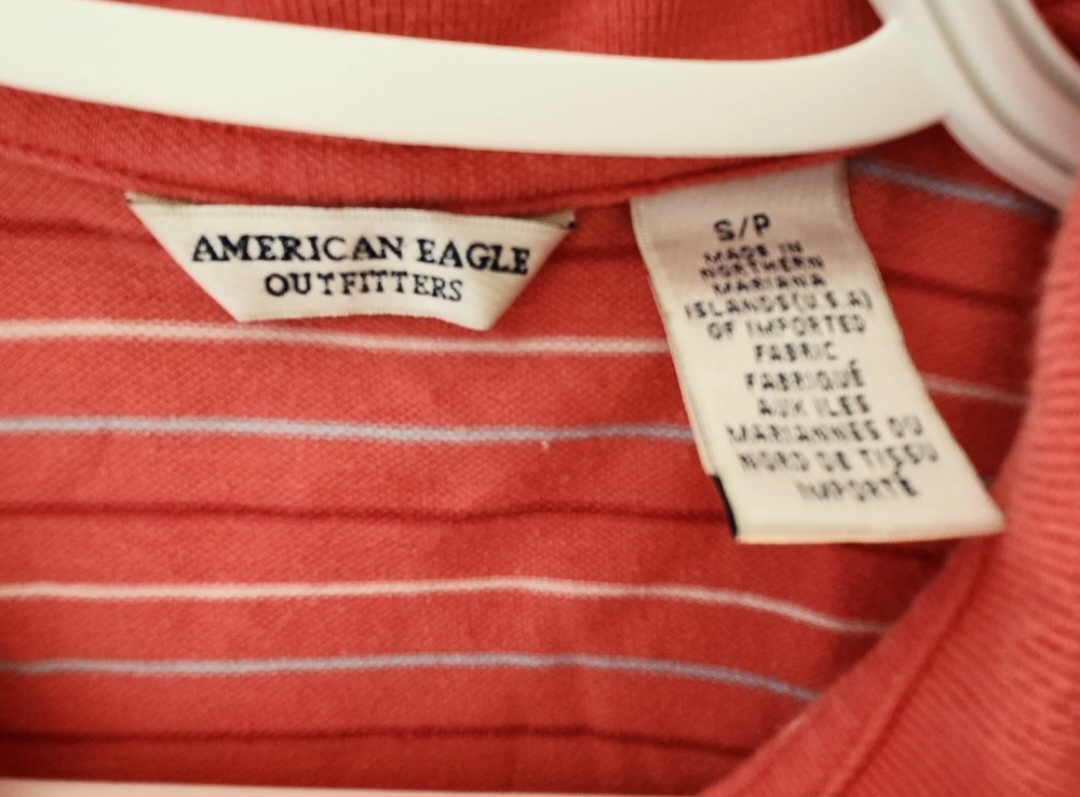 AMERICAN EAGLE
OUTFITTERS
S/P
MADE IN
NORTHERN
MARIANA
ISLANDS(U.S.A)
OF IMPORTED
FABRIC
FABRIQUÉ
AUX ILES
MARIANNES DU
NORD DE TISSU
IMPORTÉ